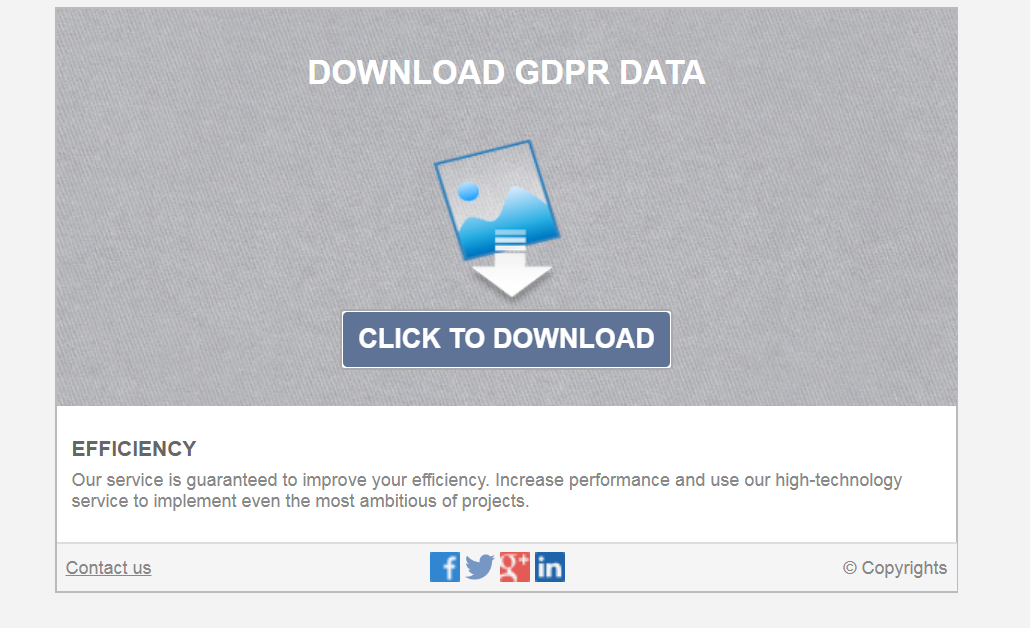 DOWNLOAD GDPR DATA
CLICK TO DOWNLOAD
EFFICIENCY
Our service is guaranteed to improve your efficiency. Increase performance and use our high-technology
service to implement even the most ambitious of projects.
Contact us
f
g+
in
© Copyrights